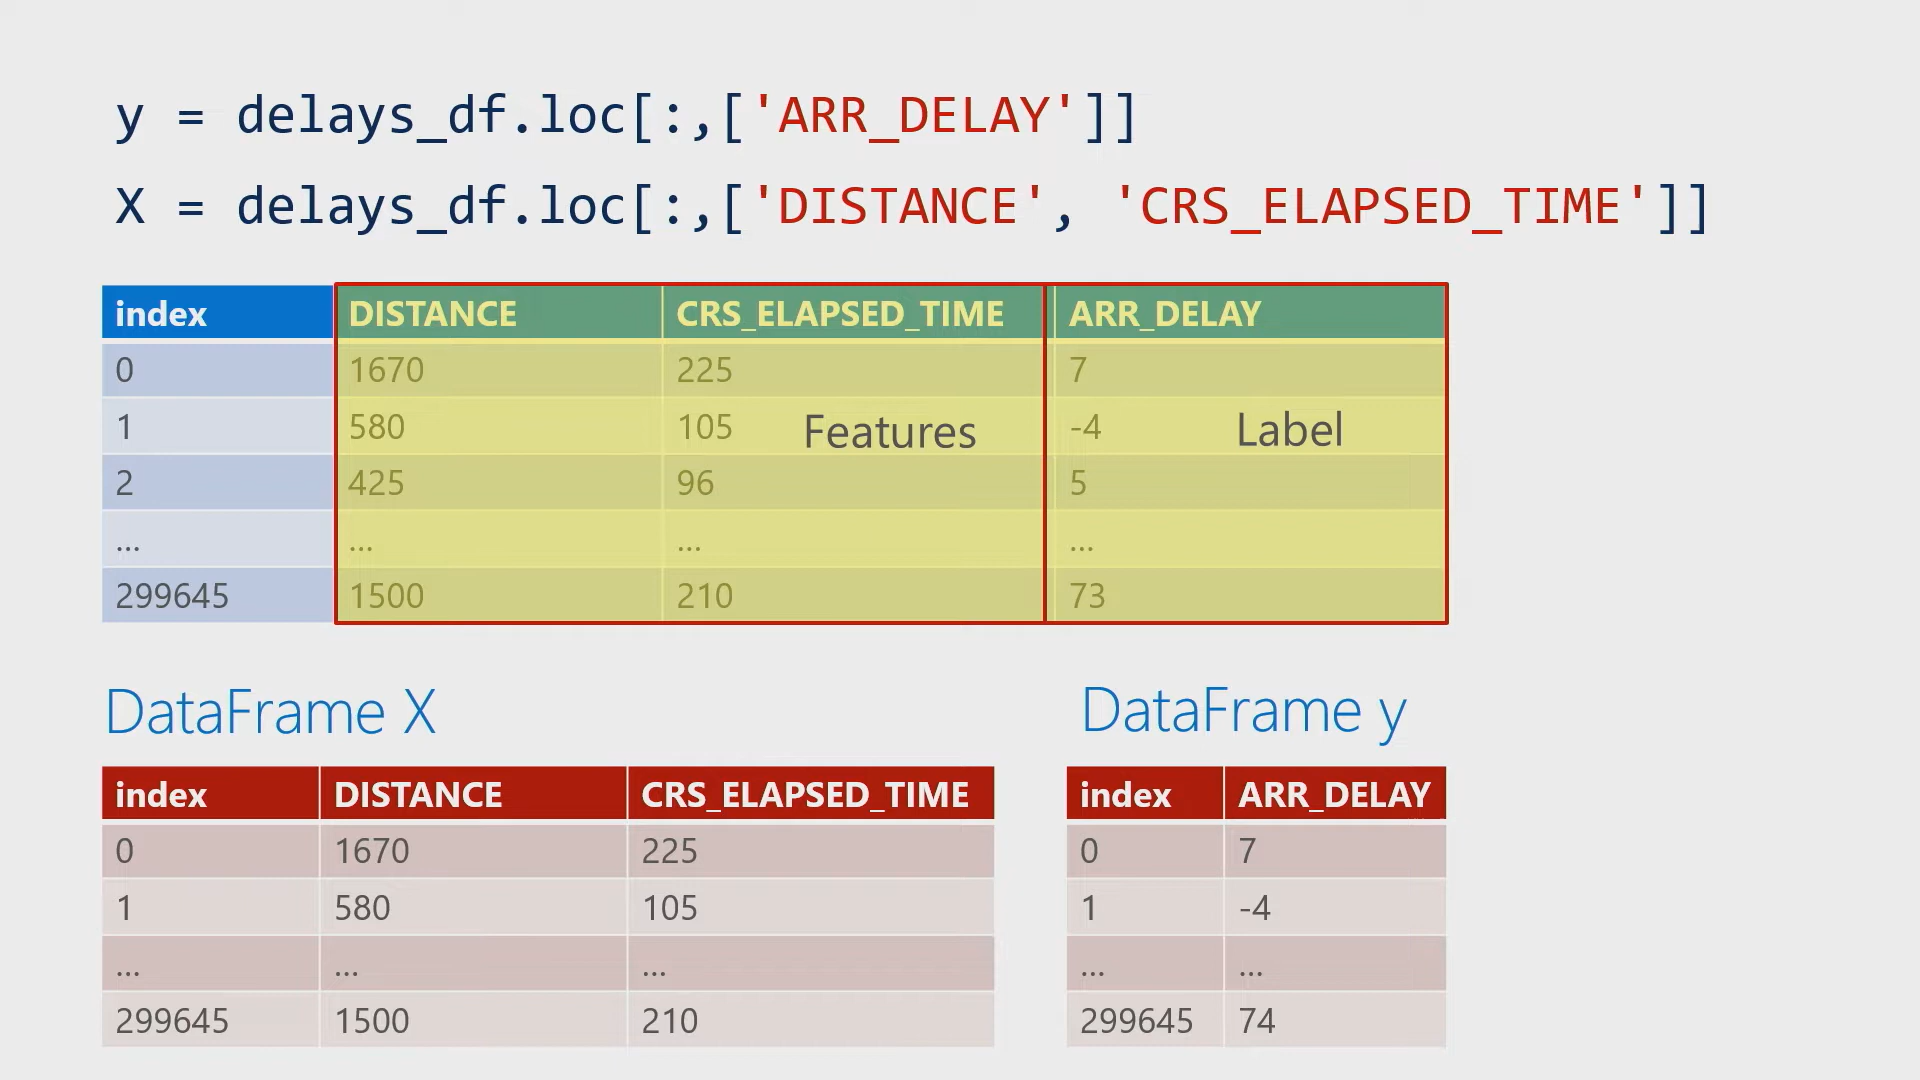 y = delays_df.loc[:,['ARR_DELAY']]
X = delays_df.loc[:,['DISTANCE', 'CRS_ELAPSED_TIME']]
index DISTANCE CRS_ELAPSED_TIME ARR_DELAY
0 1670 225 7
1 580 105 Features -4 Label
2 425 96 5
... ... ... ...
299645 1500 210 73
DataFrame X
index DISTANCE CRS_ELAPSED_TIME
0 1670 225
1 580 105
... ... ...
299645 1500 210
DataFrame y
index ARR_DELAY
0 7
1 -4
... ...
299645 74